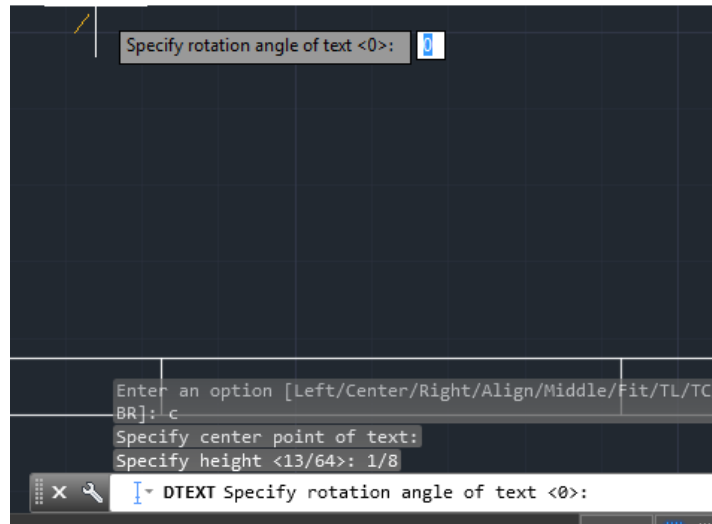 Specify rotation angle of text <0>: 0
Enter an option [Left/Center/Right/Align/Middle/Fit/TL/TC
BR]: c
Specify center point of text:
Specify height <13/64>: 1/8
DTEXT Specify rotation angle of text <0>: